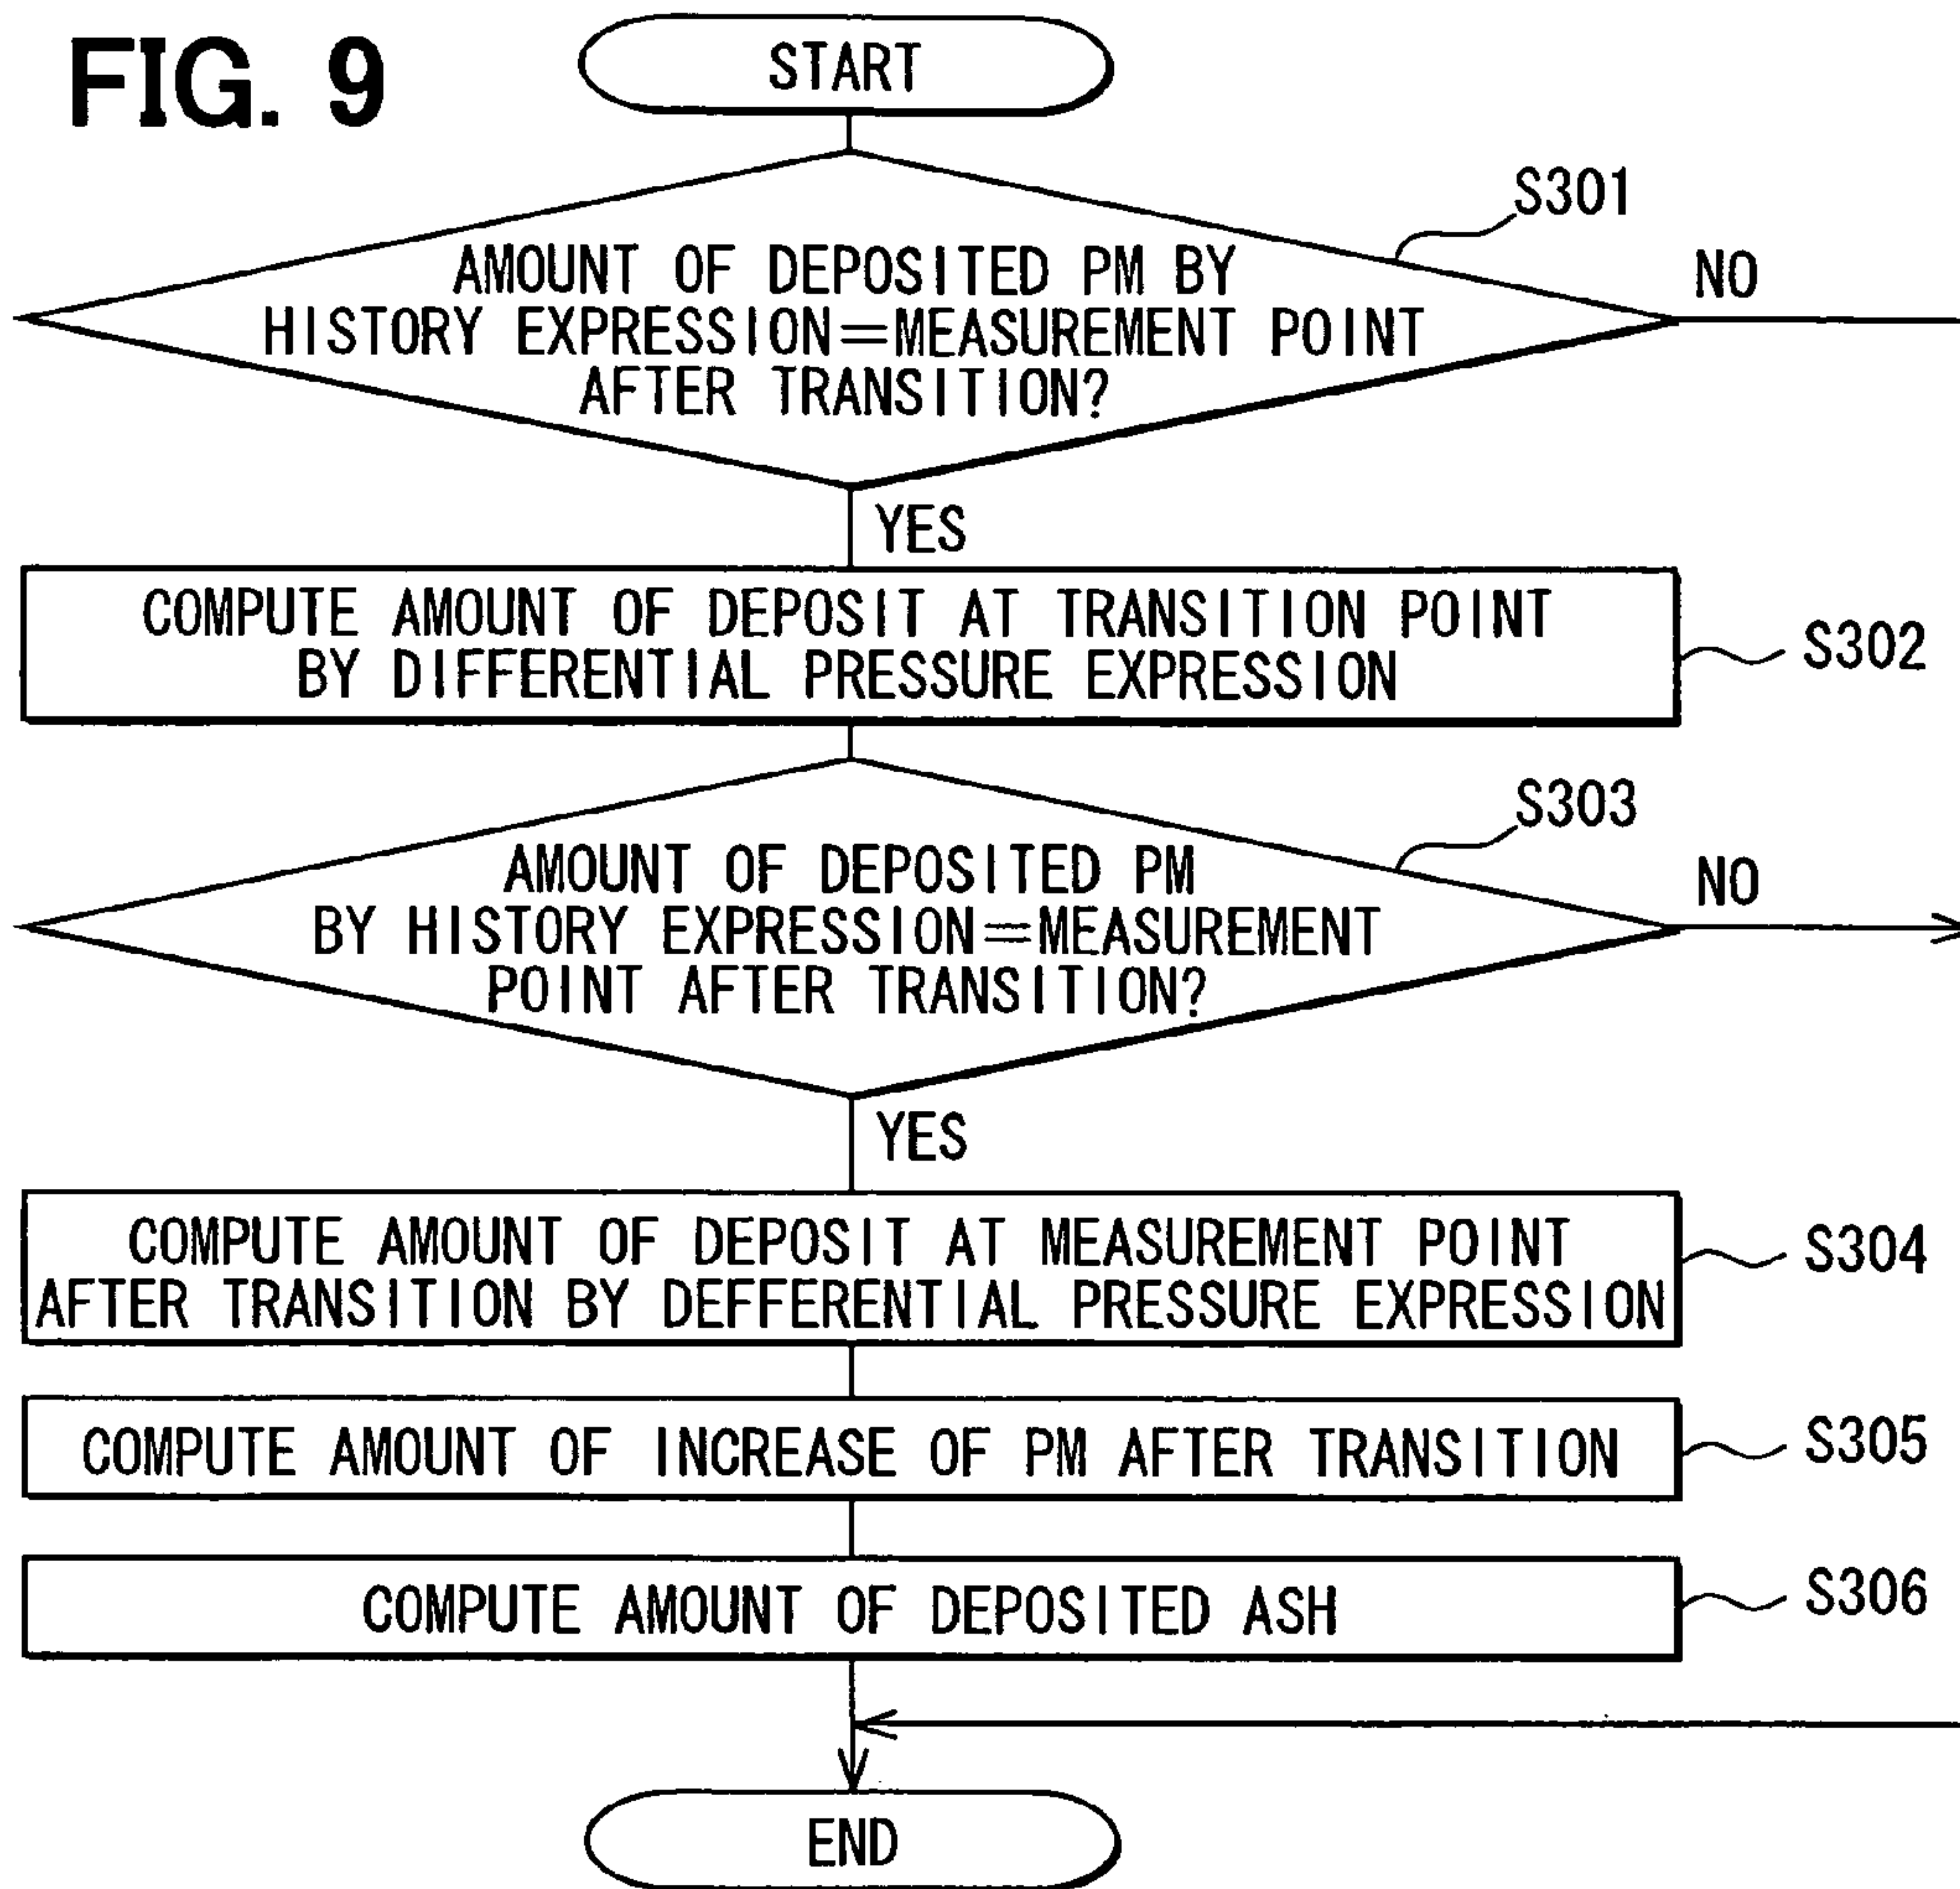 FIG. 9
START
S301
AMOUNT OF DEPOSITED PM BY
HISTORY EXPRESSION=MEASUREMENT POINT
AFTER TRANSITION?
NO
YES
COMPUTE AMOUNT OF DEPOSIT AT TRANSITION POINT
BY DIFFERENTIAL PRESSURE EXPRESSION
S302
S303
AMOUNT OF DEPOSITED PM
BY HISTORY EXPRESSION=MEASUREMENT
POINT AFTER TRANSITION?
NO
YES
COMPUTE AMOUNT OF DEPOSIT AT MEASUREMENT POINT
AFTER TRANSITION BY DEFFERENTIAL PRESSURE EXPRESSION
S304
COMPUTE AMOUNT OF INCREASE OF PM AFTER TRANSITION
S305
COMPUTE AMOUNT OF DEPOSITED ASH
S306
END